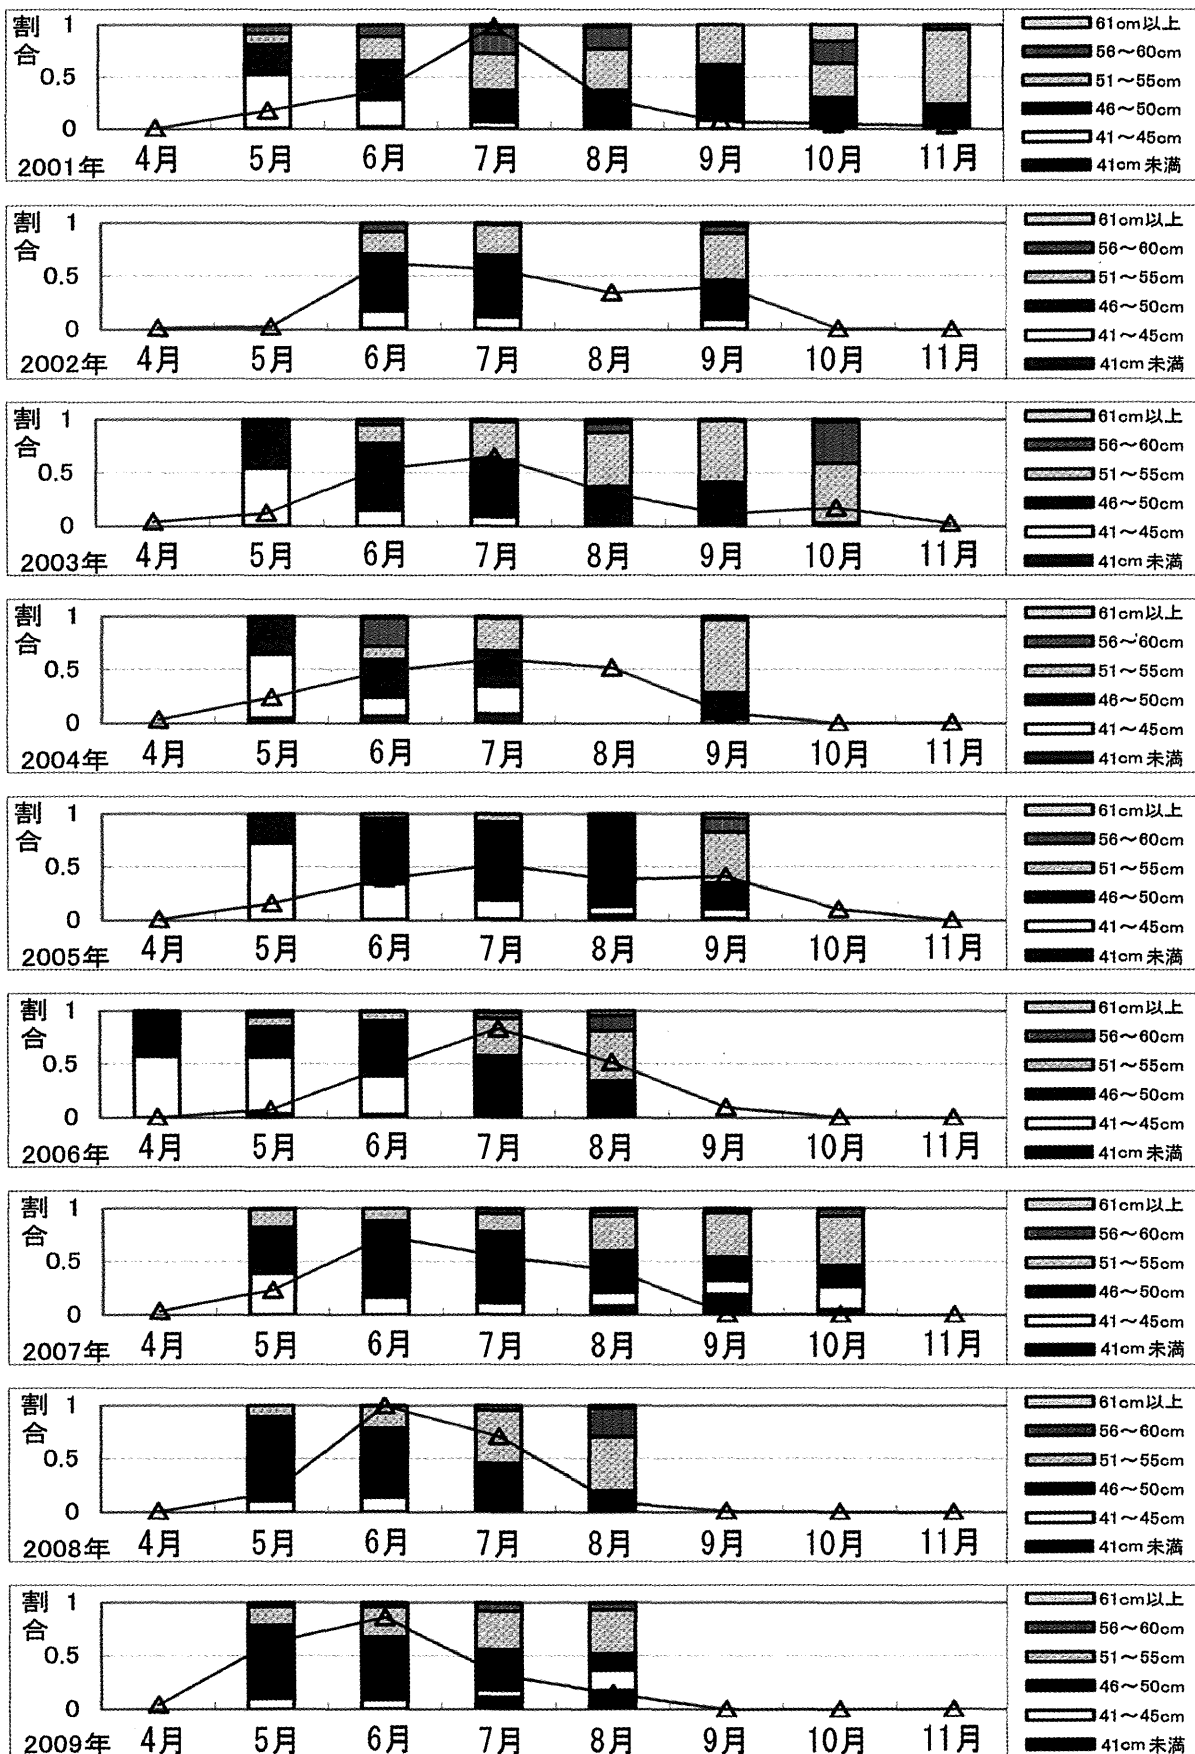 割合
1
0.5
0
2001年 4月 5月 6月 7月 8月 9月 10月 11月
61cm以上
56〜60cm
51〜55cm
46〜50cm
41〜45cm
41cm未満
割合
1
0.5
0
2002年 4月 5月 6月 7月 8月 9月 10月 11月
61cm以上
56〜60cm
51〜55cm
46〜50cm
41〜45cm
41cm未満
割合
1
0.5
0
2003年 4月 5月 6月 7月 8月 9月 10月 11月
61cm以上
56〜60cm
51〜55cm
46〜50cm
41〜45cm
41cm未満
割合
1
0.5
0
2004年 4月 5月 6月 7月 8月 9月 10月 11月
61cm以上
56〜60cm
51〜55cm
46〜50cm
41〜45cm
41cm未満
割合
1
0.5
0
2005年 4月 5月 6月 7月 8月 9月 10月 11月
61cm以上
56〜60cm
51〜55cm
46〜50cm
41〜45cm
41cm未満
割合
1
0.5
0
2006年 4月 5月 6月 7月 8月 9月 10月 11月
61cm以上
56〜60cm
51〜55cm
46〜50cm
41〜45cm
41cm未満
割合
1
0.5
0
2007年 4月 5月 6月 7月 8月 9月 10月 11月
61cm以上
56〜60cm
51〜55cm
46〜50cm
41〜45cm
41cm未満
割合
1
0.5
0
2008年 4月 5月 6月 7月 8月 9月 10月 11月
61cm以上
56〜60cm
51〜55cm
46〜50cm
41〜45cm
41cm未満
割合
1
0.5
0
2009年 4月 5月 6月 7月 8月 9月 10月 11月
61cm以上
56〜60cm
51〜55cm
46〜50cm
41〜45cm
41cm未満